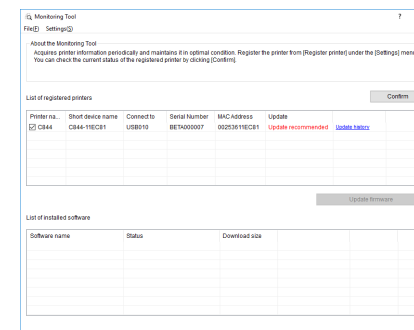 Monitoring Tool ?
File(F) Settings(S)
About the Monitoring Tool
Acquires printer information periodically and maintains it in optimal condition. Register the printer from [Register printer] under the [Settings] menu
You can check the current status of the registered printer by clicking [Confirm].
List of registered printers Confirm
Printer na... Short device name Connect to Serial Number MAC Address Update
C844 C844-11EC81 USB010 BETA000007 00253611EC81 Update recommended Update history
Update firmware
List of installed software
Software name Status Download size